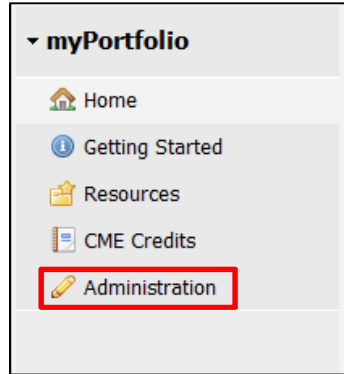 myPortfolio
Home
Getting Started
Resources
CME Credits
Administration